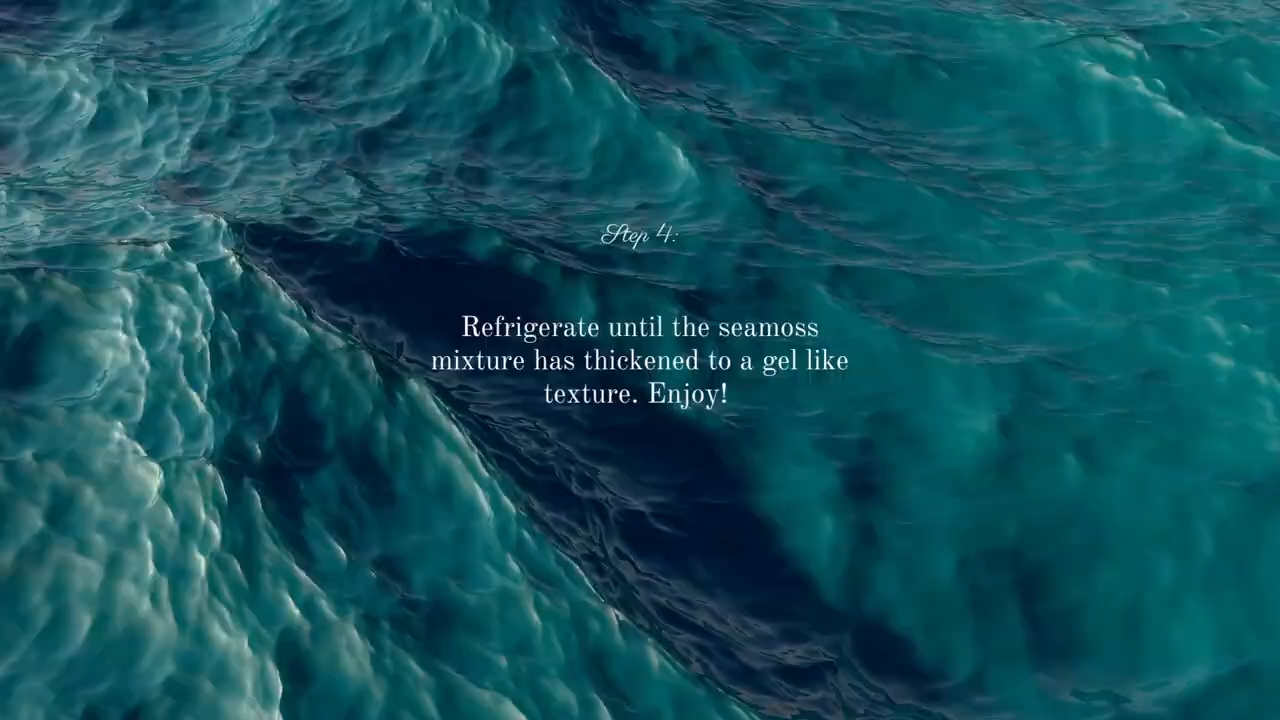 Step 4:
Refrigerate until the seamoss
mixture has thickened to a gel like
texture. Enjoy!